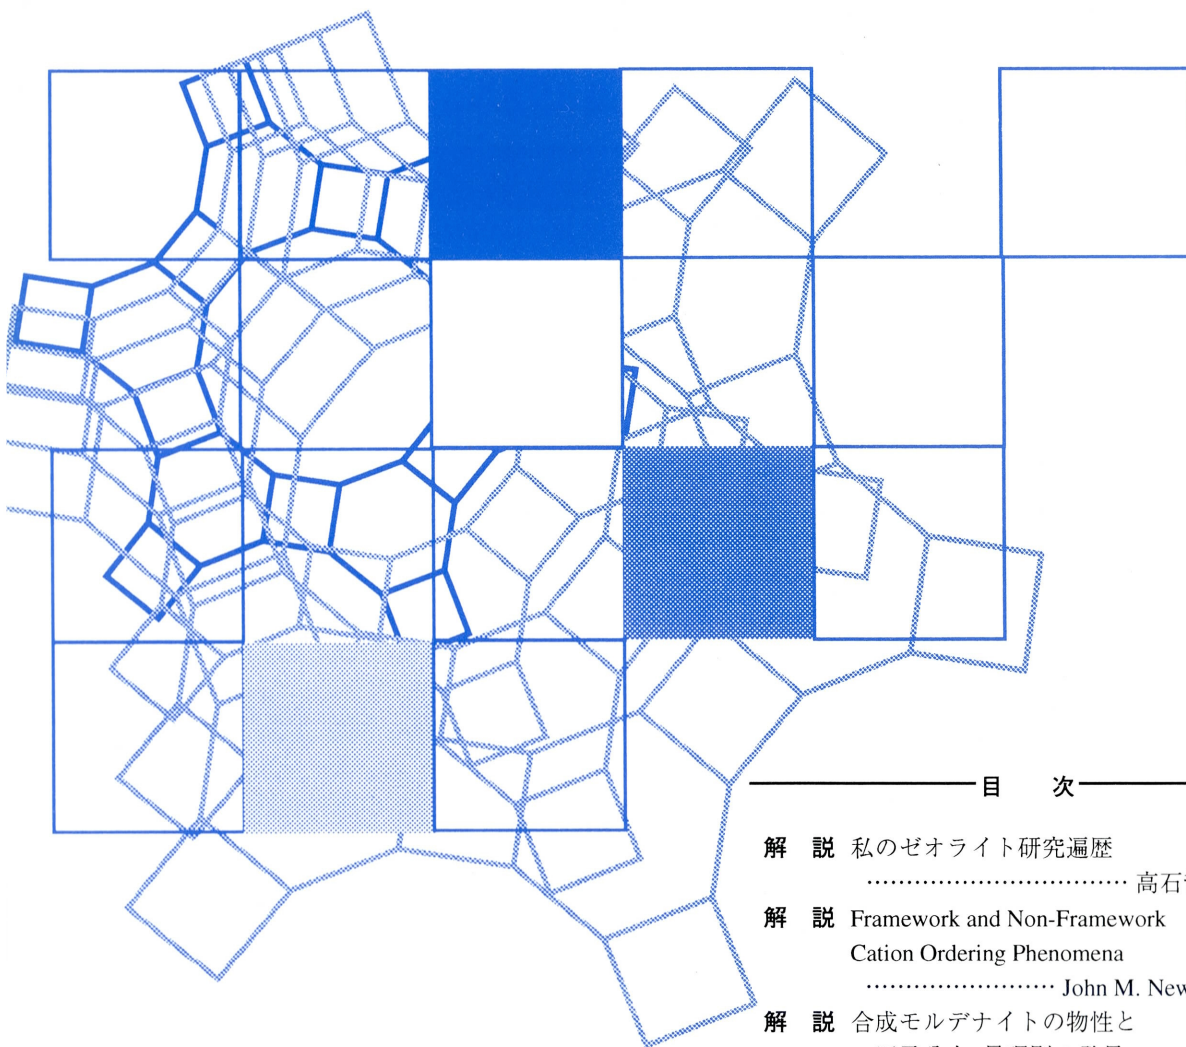 目 次
解 説 私のゼオライト研究遍歴
…………………………… 高石
解 説 Framework and Non-Framework
Cation Ordering Phenomena
…………………… John M. New
解 説 合成モルデナイトの物性と